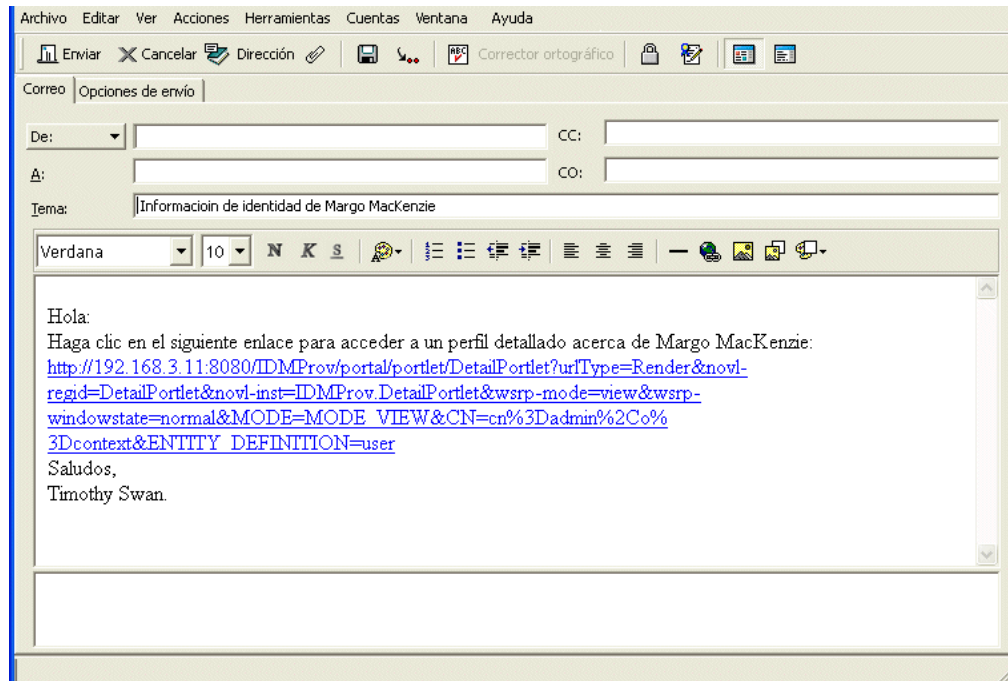 Archivo Editar Ver Acciones Herramientas Cuentas Ventana Ayuda
Enviar Cancelar Dirección ABC Corrector ortográfico
Correo Opciones de envío
De: CC:
A: CO:
Tema: Informacioin de identidad de Margo MacKenzie
Verdana 10 N K S
Hola:
Haga clic en el siguiente enlace para acceder a un perfil detallado acerca de Margo MacKenzie:
http://192.168.3.11:8080/IDMProv/portal/portlet/DetailPortlet?urlType=Render&novl-
regid=DetailPortlet&novl-inst=IDMProv.DetailPortlet&wsrp-mode=view&wsrp-
windowstate=normal&MODE=MODE_VIEW&CN=cn%3Dadmin%2Co%
3Dcontext&ENTITY_DEFINITION=user
Saludos,
Timothy Swan.